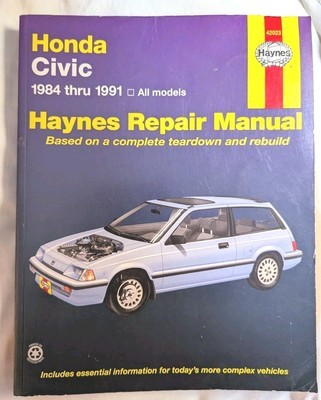 42023
Haynes
Honda
Civic
1984 thru 1991 □ All models
Haynes Repair Manual
Based on a complete teardown and rebuild
Includes essential information for today's more complex vehicles